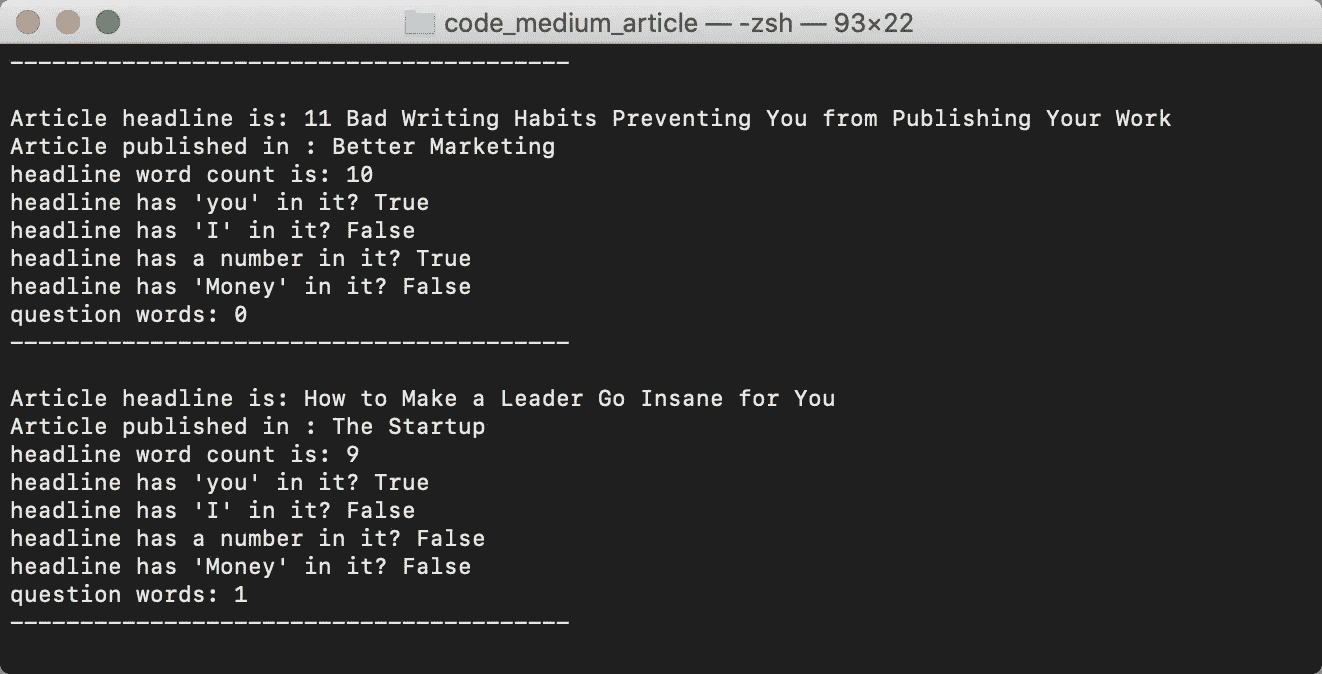 code_medium_article — -zsh — 93×22
----------------------------------------
Article headline is: 11 Bad Writing Habits Preventing You from Publishing Your Work
Article published in : Better Marketing
headline word count is: 10
headline has 'you' in it? True
headline has 'I' in it? False
headline has a number in it? True
headline has 'Money' in it? False
question words: 0
----------------------------------------
Article headline is: How to Make a Leader Go Insane for You
Article published in : The Startup
headline word count is: 9
headline has 'you' in it? True
headline has 'I' in it? False
headline has a number in it? False
headline has 'Money' in it? False
question words: 1
----------------------------------------